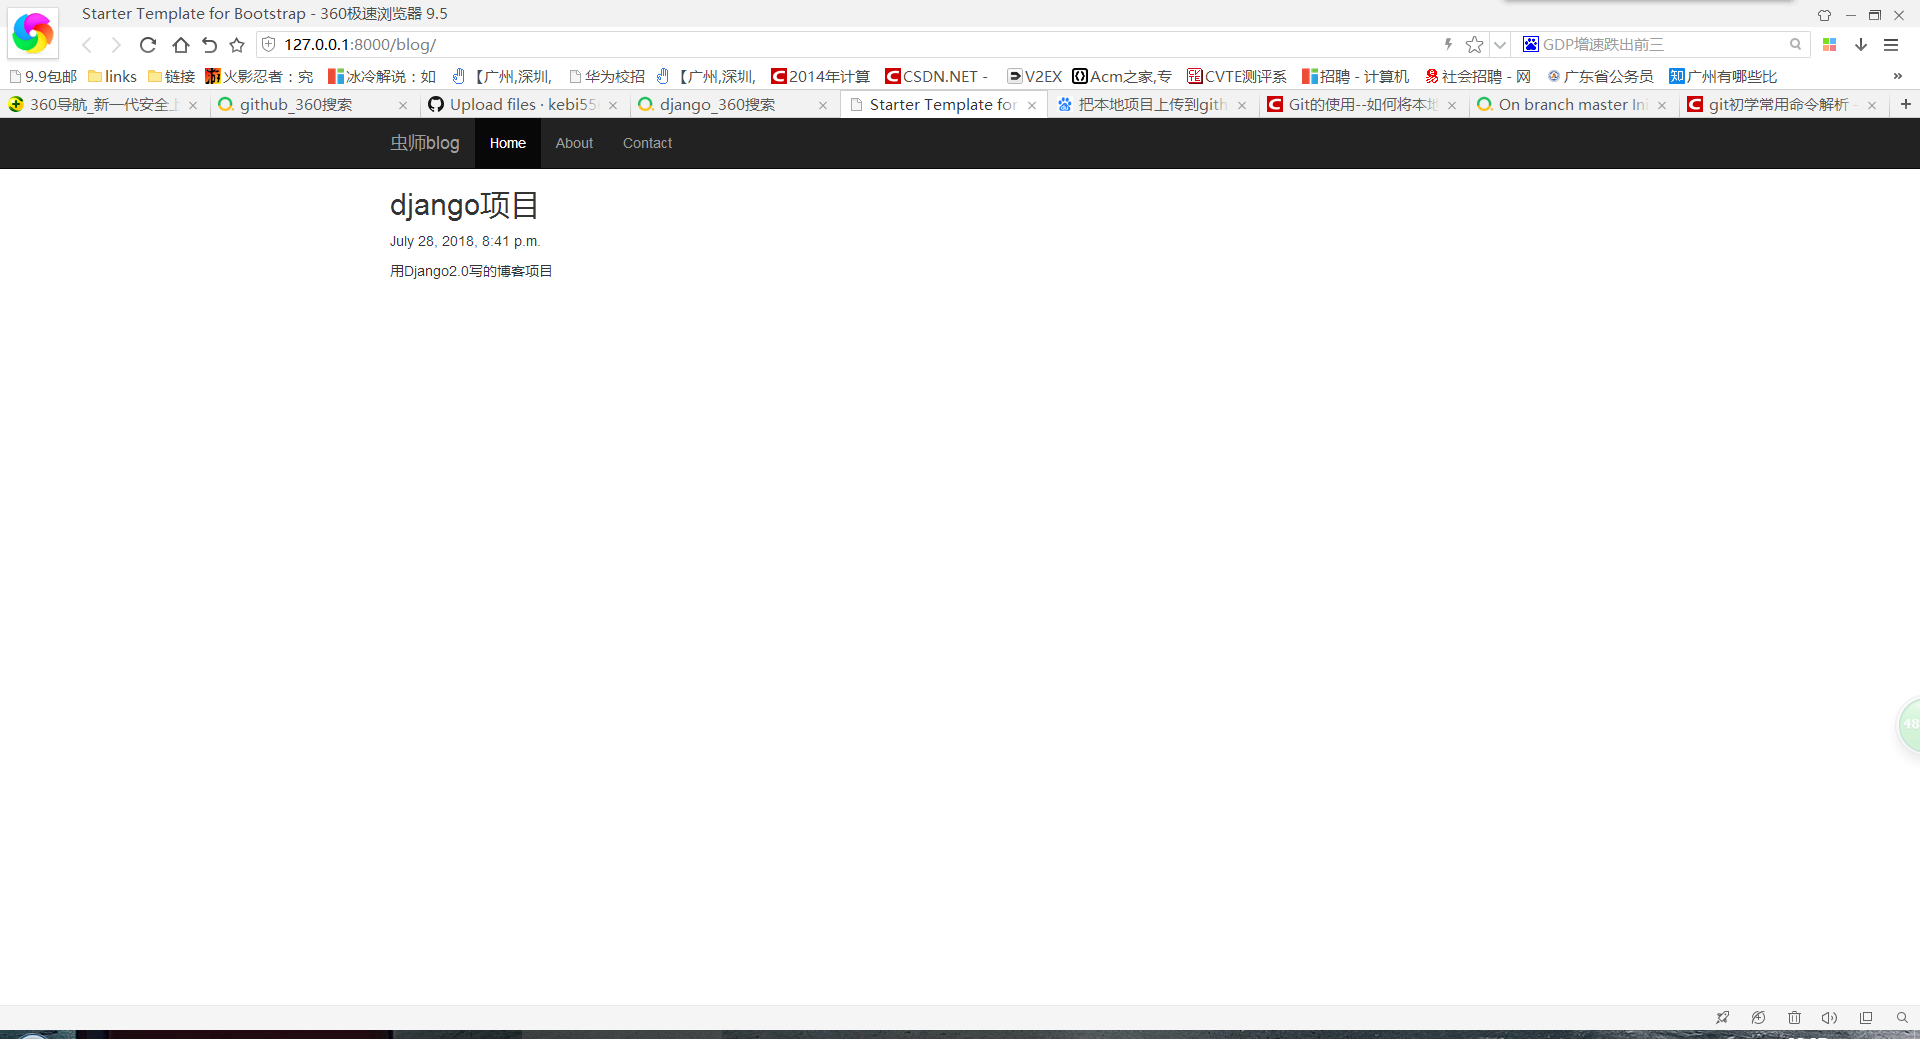 Starter Template for Bootstrap - 360极速浏览器 9.5
127.0.0.1:8000/blog/
GDP增速跌出前三
9.9包邮 links 链接 火影忍者：究 冰冷解说：如 【广州,深圳, 华为校招 【广州,深圳, 2014年计算 CSDN.NET - V2EX Acm之家,专 CVTE测评系 招聘 - 计算机 社会招聘 - 网 广东省公务员 广州有哪些比 »
360导航_新一代安全上 github_360搜索 Upload files · kebi55 django_360搜索 Starter Template for 把本地项目上传到gith Git的使用--如何将本地 On branch master Ini git初学常用命令解析 -
虫师blog Home About Contact
django项目
July 28, 2018, 8:41 p.m.
用Django2.0写的博客项目
48